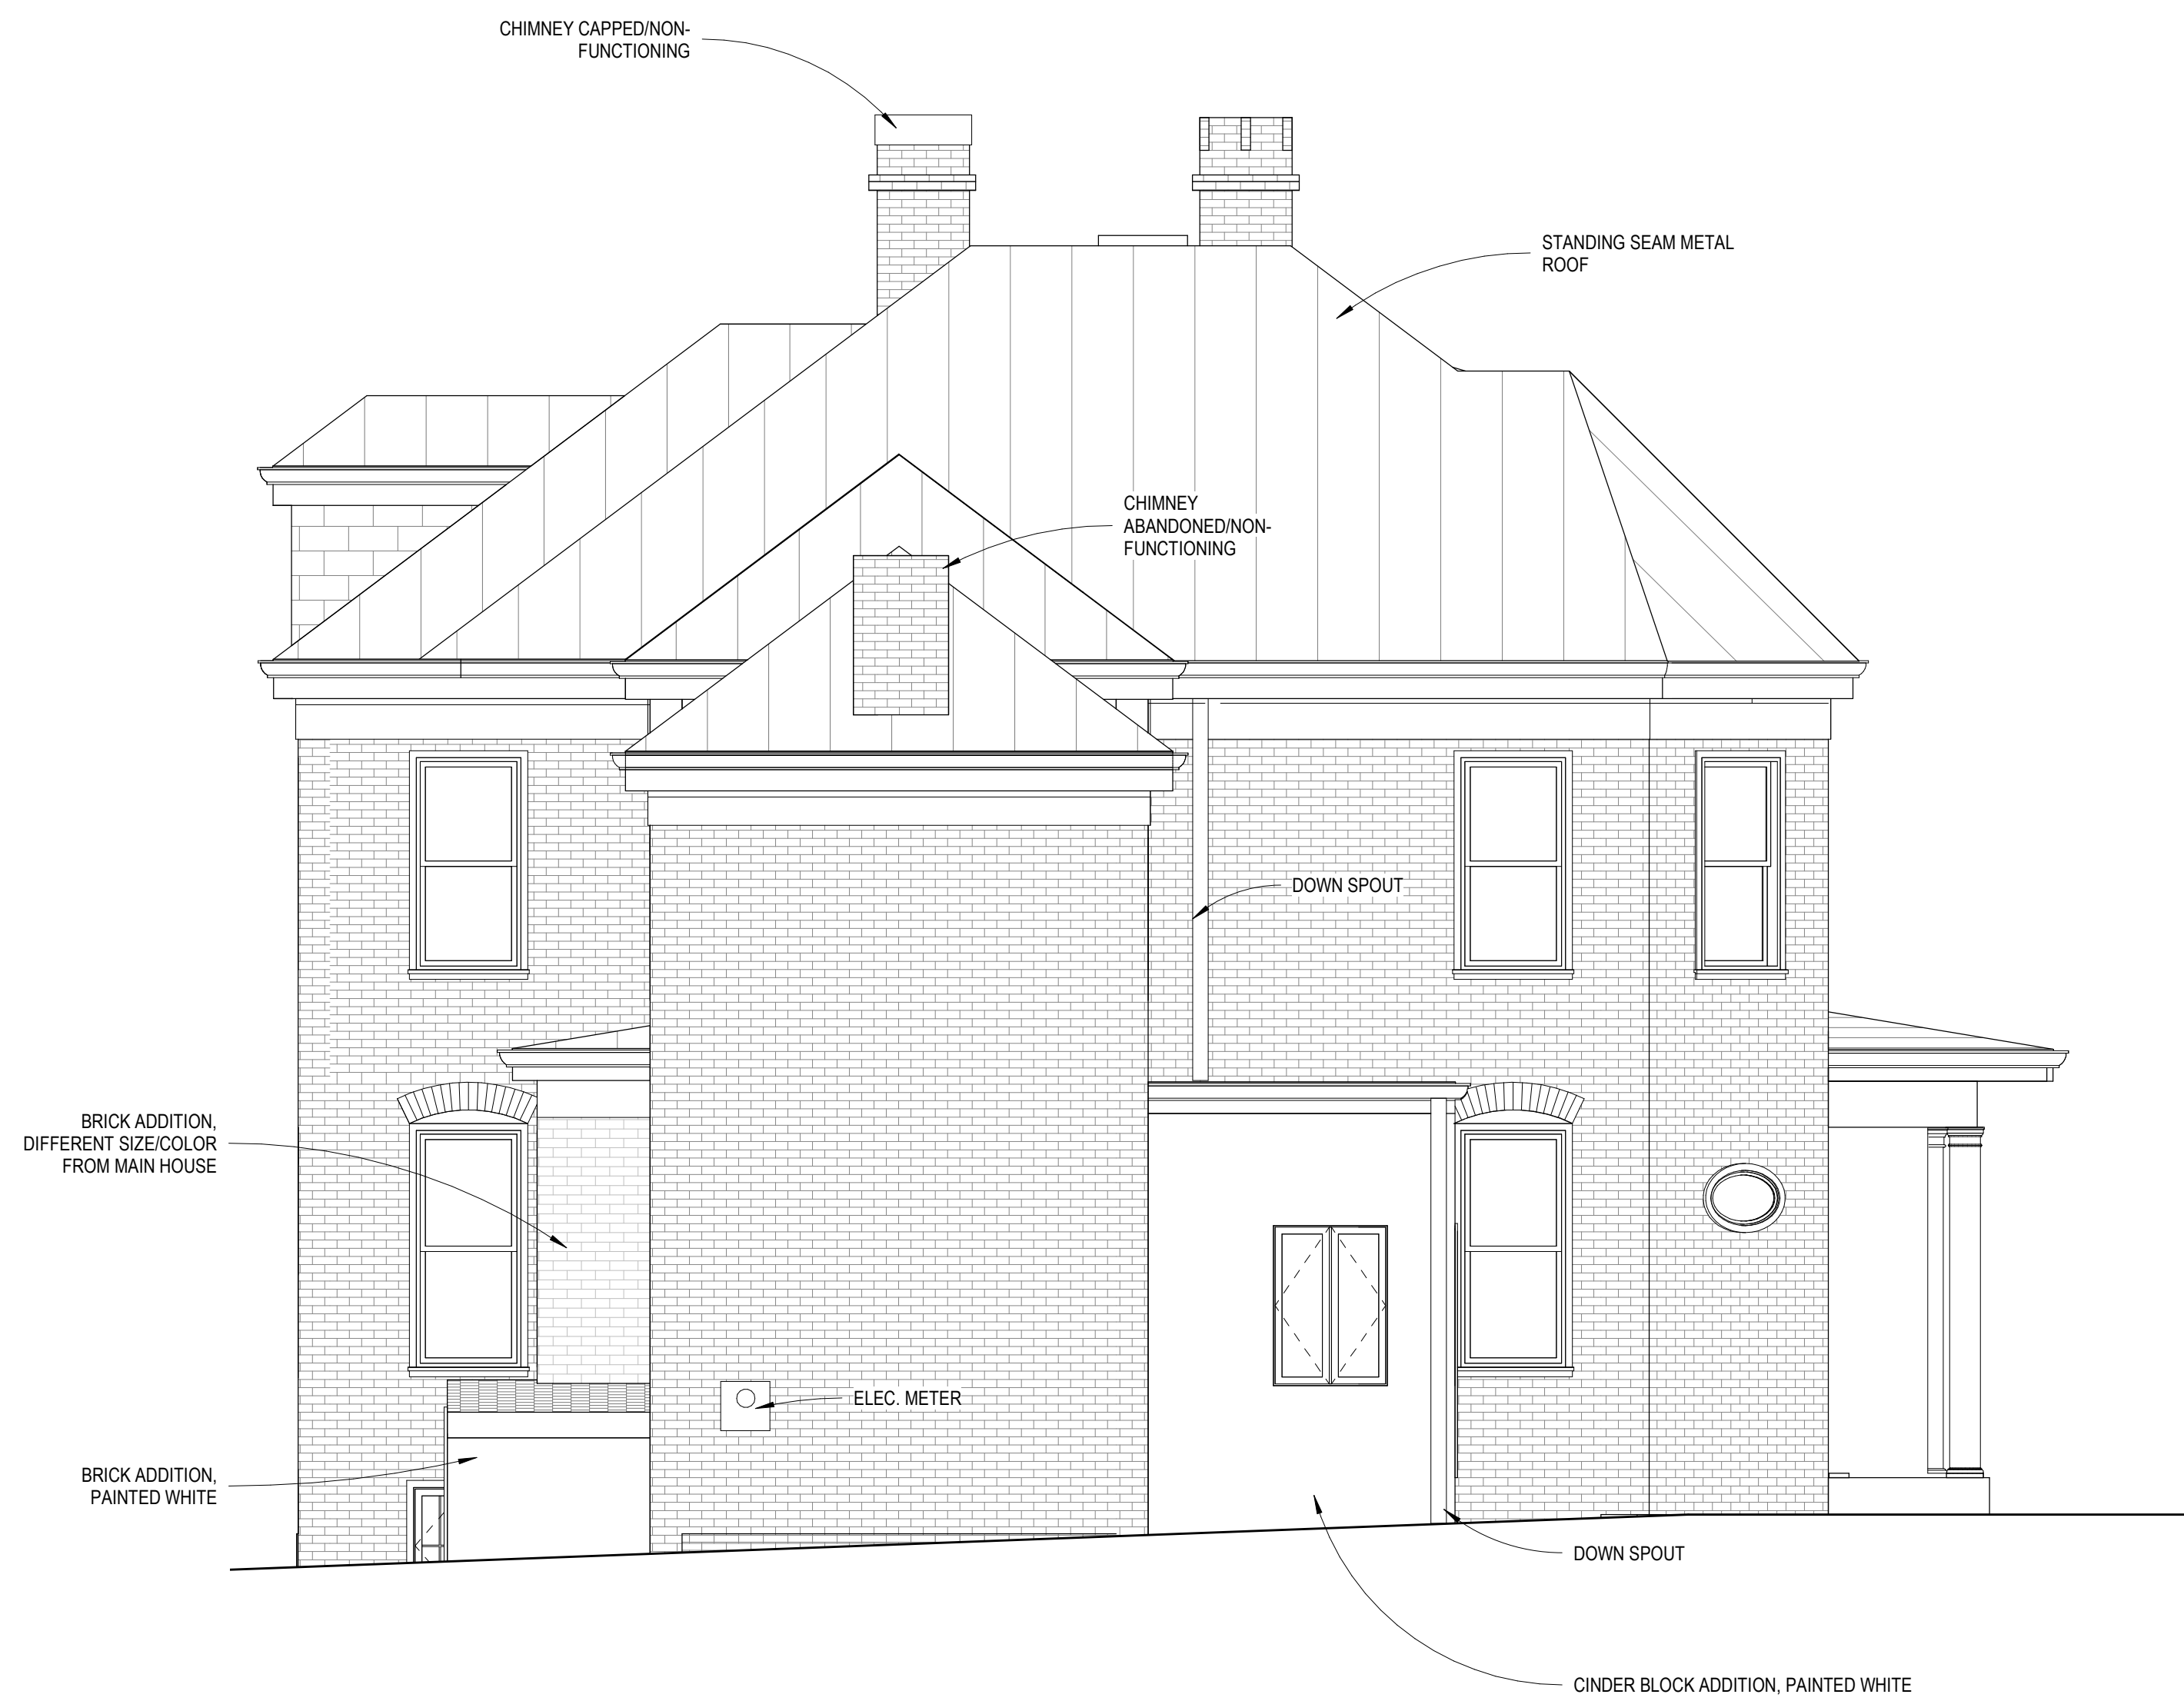 CHIMNEY CAPPED/NON-
FUNCTIONING
STANDING SEAM METAL
ROOF
CHIMNEY
ABANDONED/NON-
FUNCTIONING
DOWN SPOUT
BRICK ADDITION,
DIFFERENT SIZE/COLOR
FROM MAIN HOUSE
ELEC. METER
BRICK ADDITION,
PAINTED WHITE
DOWN SPOUT
CINDER BLOCK ADDITION, PAINTED WHITE